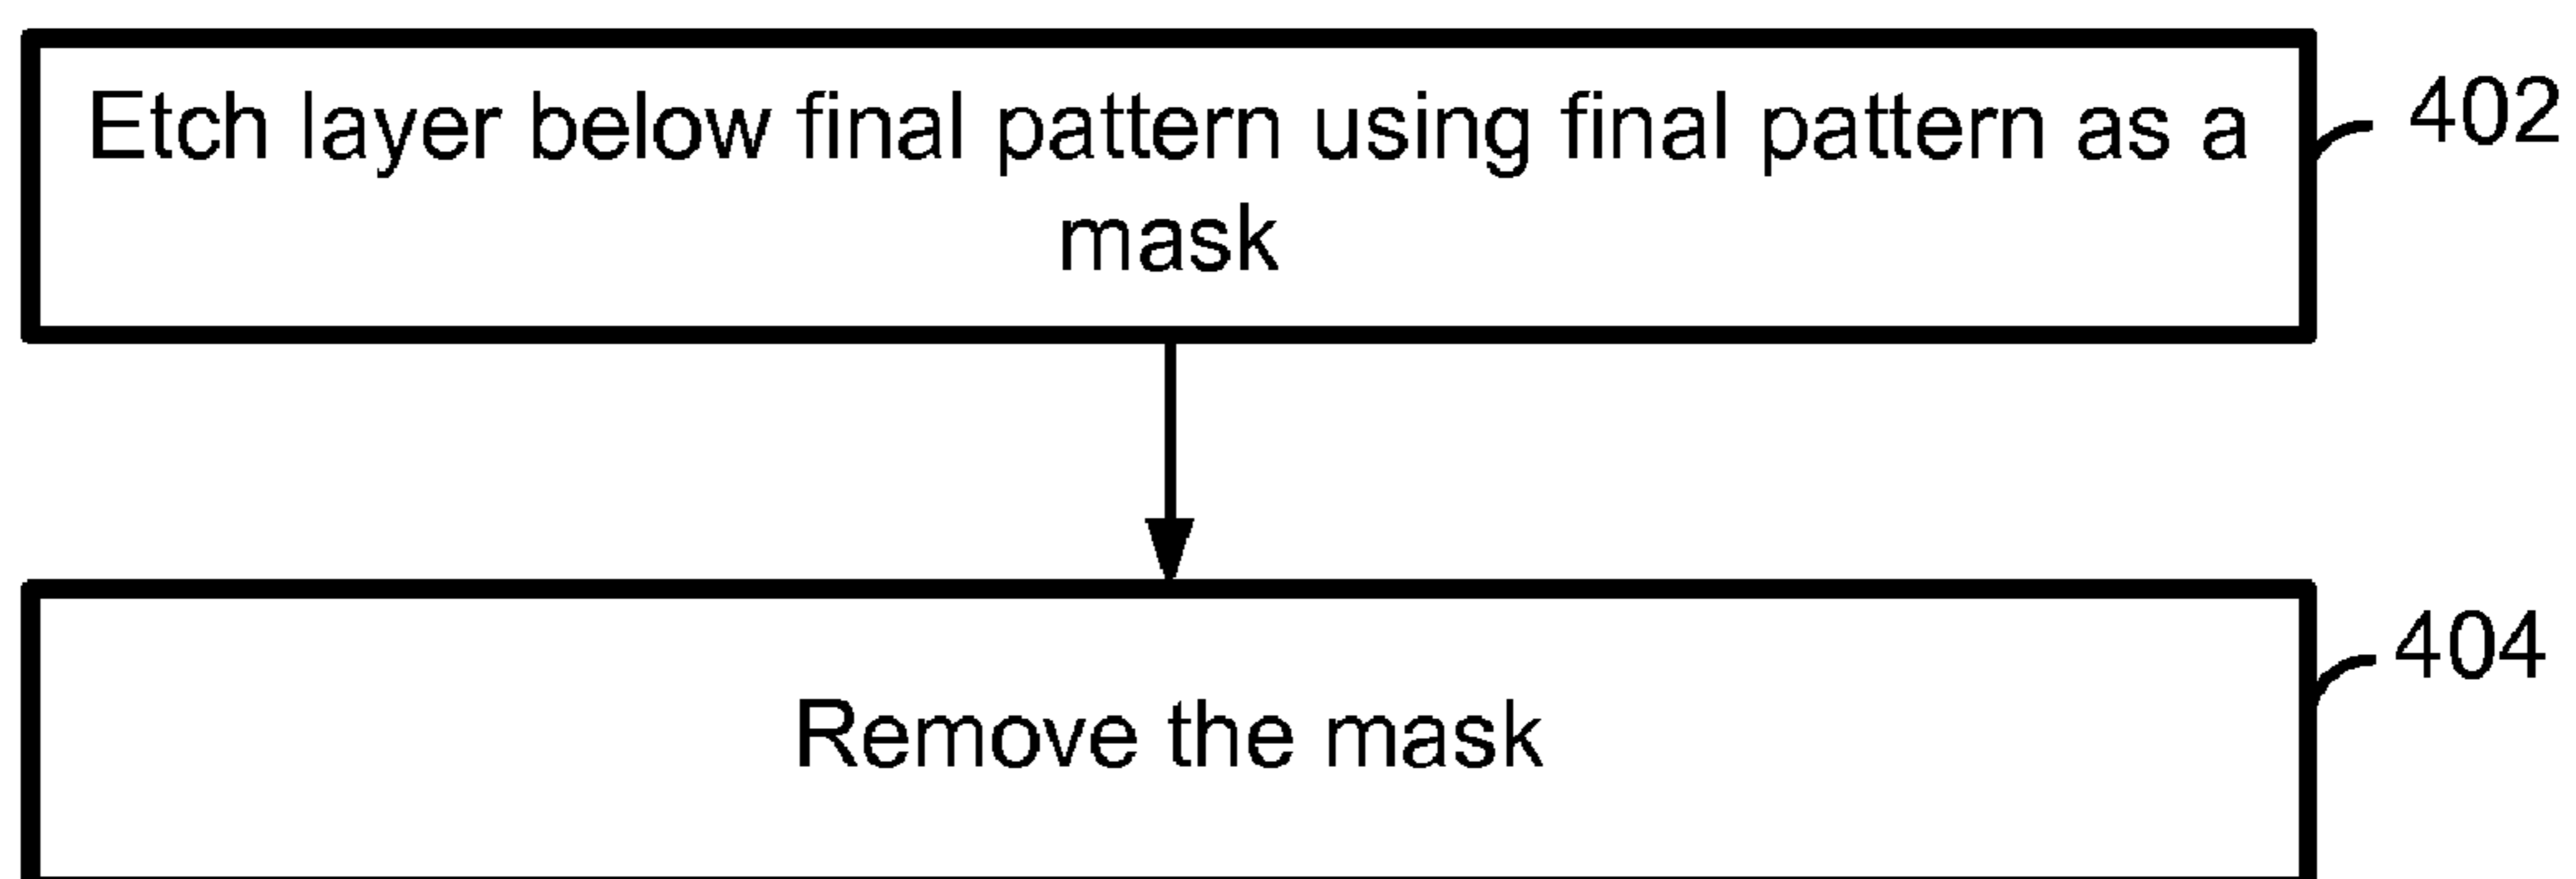 Etch layer below final pattern using final pattern as a
mask
402
Remove the mask
404